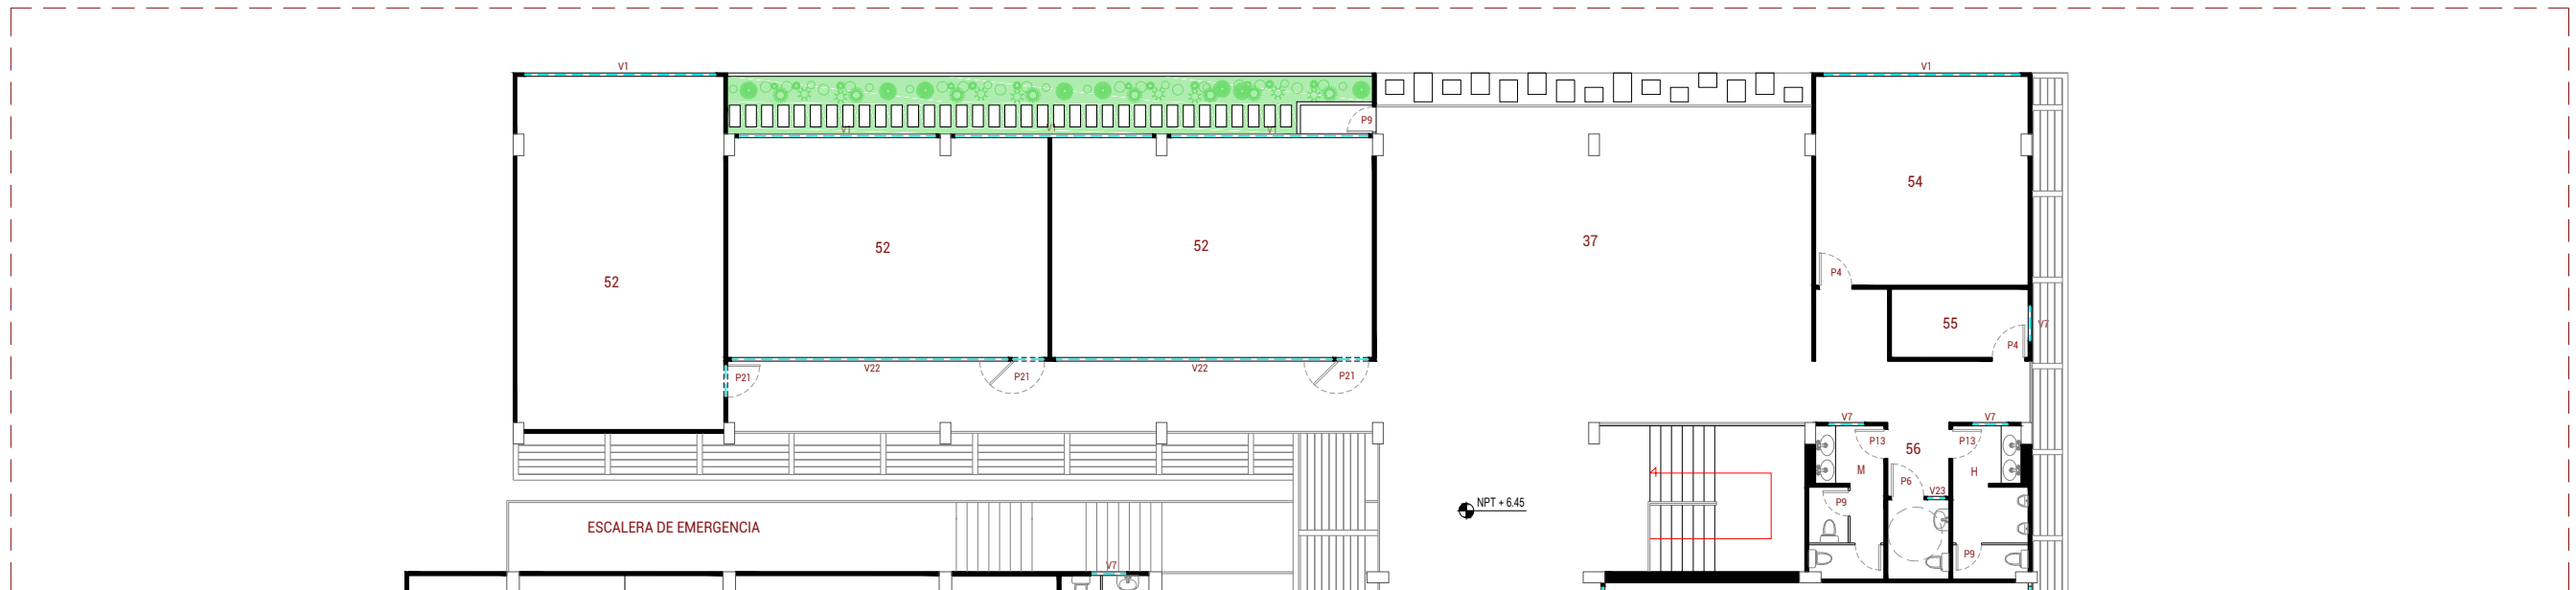 V1
V1
V1
V1
V1
P9
54
37
52
52
52
P4
55
V7
P4
V22
V22
P21
P21
P21
V7
V7
P13
P13
56
M
H
P6
V23
P9
NPT + 6.45
ESCALERA DE EMERGENCIA
4
P9
V7